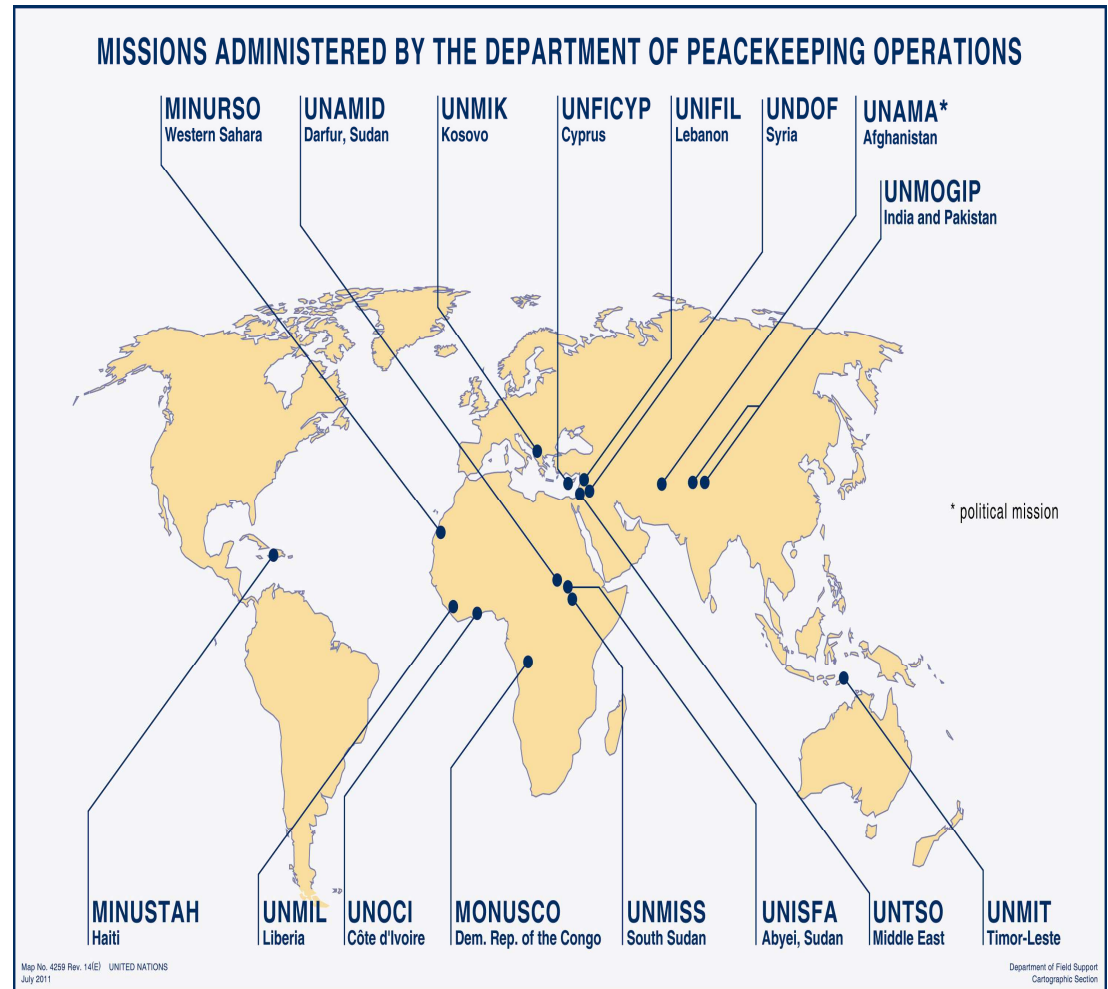 MISSIONS ADMINISTERED BY THE DEPARTMENT OF PEACEKEEPING OPERATIONS
MINURSO
Western Sahara
UNAMID
Darfur, Sudan
UNMIK
Kosovo
UNFICYP
Cyprus
UNIFIL
Lebanon
UNDOF
Syria
UNAMA*
Afghanistan
UNMOGIP
India and Pakistan
* political mission
MINUSTAH
Haiti
UNMIL
Liberia
UNOCI
Côte d'Ivoire
MONUSCO
Dem. Rep. of the Congo
UNMISS
South Sudan
UNISFA
Abyei, Sudan
UNTSO
Middle East
UNMIT
Timor-Leste
Map No. 4259 Rev. 14(E) UNITED NATIONS
July 2011
Department of Field Support
Cartographic Section